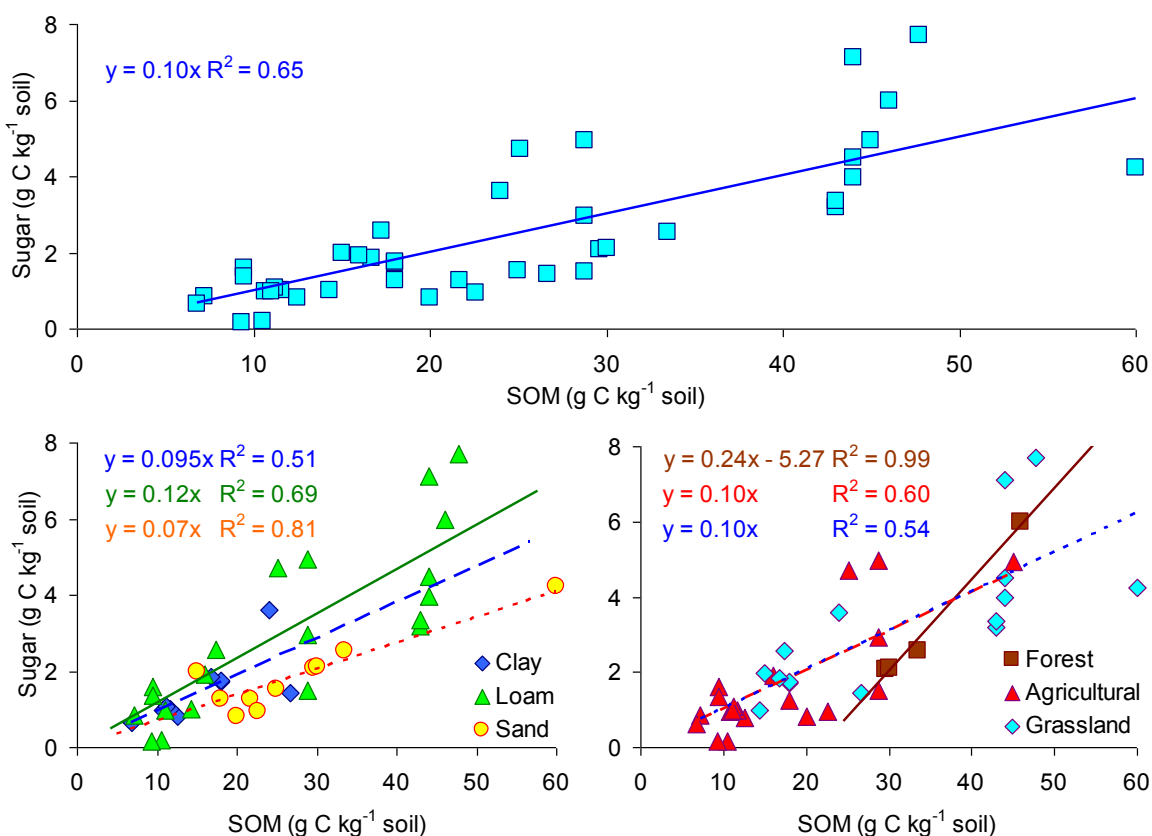 8
y = 0.10x R² = 0.65
6
4
2
0
Sugar (g C kg⁻¹ soil)
0 10 20 30 40 50 60
SOM (g C kg⁻¹ soil)
8
y = 0.095x R² = 0.51
y = 0.12x R² = 0.69
y = 0.07x R² = 0.81
6
4
2
0
Sugar (g C kg⁻¹ soil)
Clay
Loam
Sand
0 10 20 30 40 50 60
SOM (g C kg⁻¹ soil)
8
y = 0.24x - 5.27 R² = 0.99
y = 0.10x R² = 0.60
y = 0.10x R² = 0.54
6
4
2
0
Forest
Agricultural
Grassland
0 10 20 30 40 50 60
SOM (g C kg⁻¹ soil)